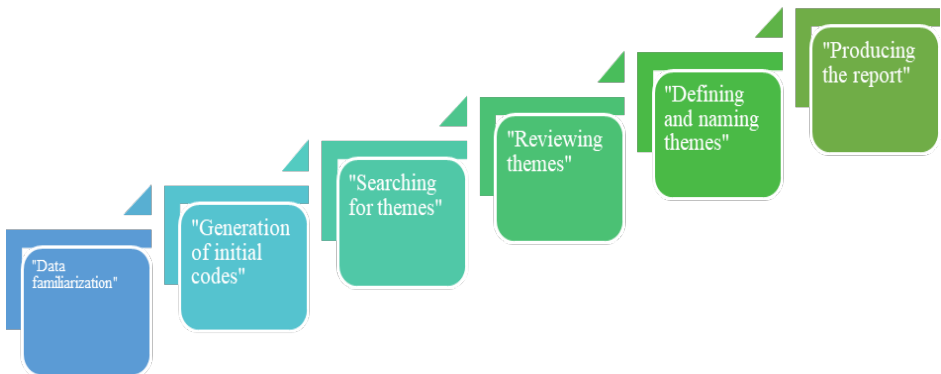 "Data
familiarization"
"Generation
of initial
codes"
"Searching
for themes"
"Reviewing
themes"
"Defining
and naming
themes"
"Producing
the report"